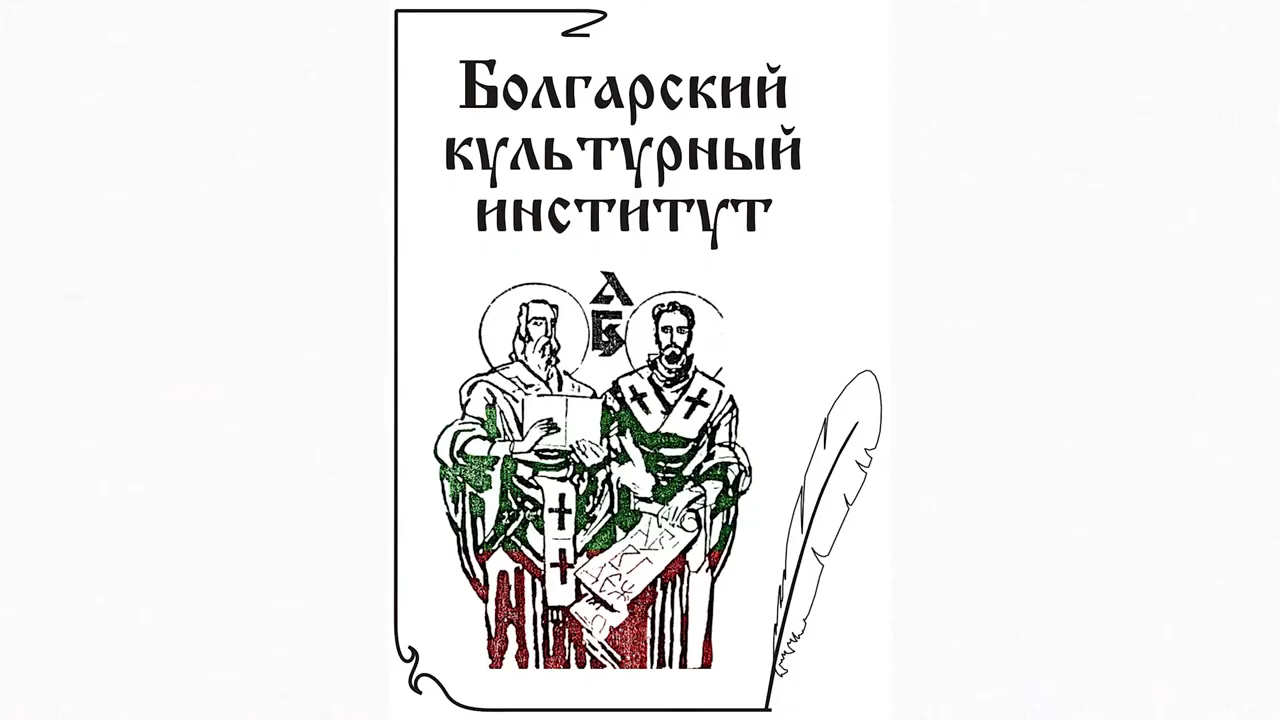 Болгарский
культурный
институт
А
Б